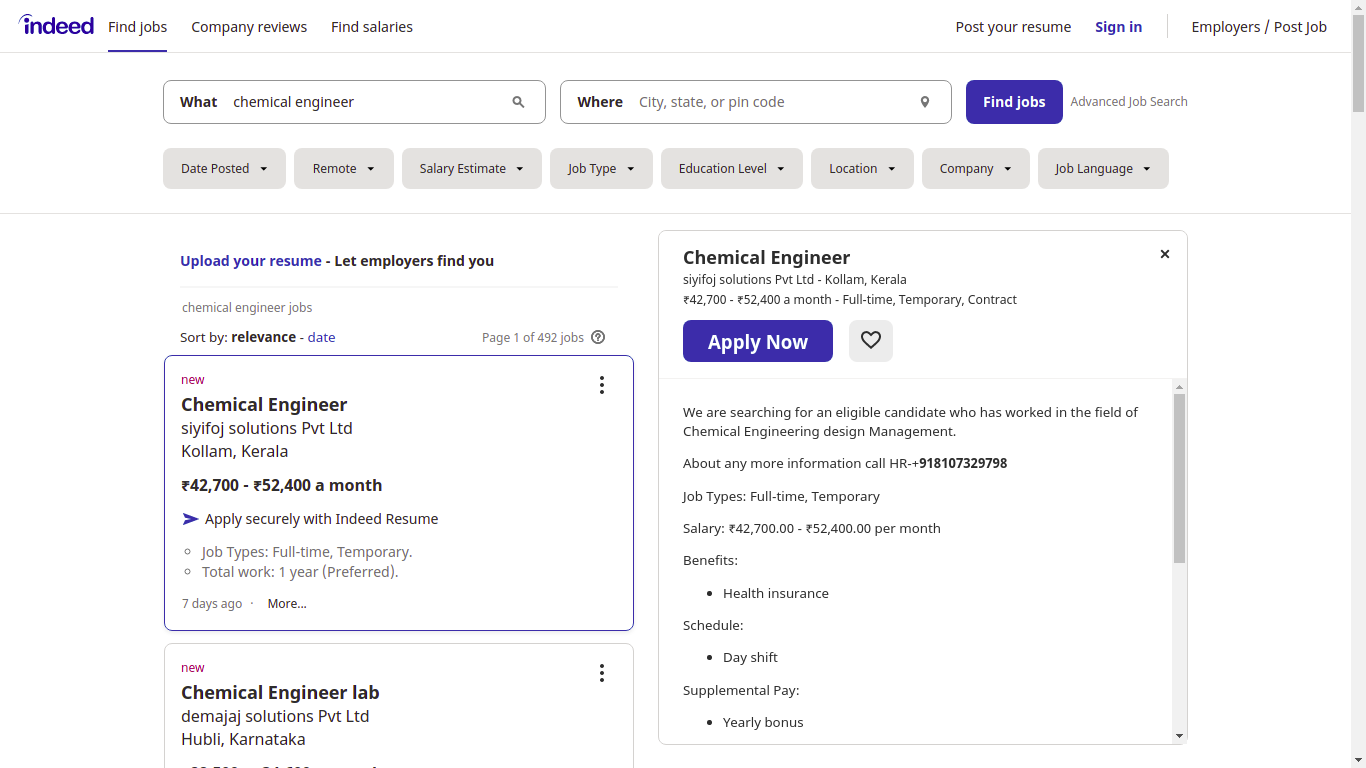 indeed
Find jobs
Company reviews
Find salaries
Post your resume
Sign in
Employers / Post Job
What
chemical engineer
Where
City, state, or pin code
Find jobs
Advanced Job Search
Date Posted
Remote
Salary Estimate
Job Type
Education Level
Location
Company
Job Language
Upload your resume - Let employers find you
chemical engineer jobs
Sort by: relevance - date
Page 1 of 492 jobs
new
Chemical Engineer
siyifoj solutions Pvt Ltd
Kollam, Kerala
₹42,700 - ₹52,400 a month
Apply securely with Indeed Resume
Job Types: Full-time, Temporary.
Total work: 1 year (Preferred).
7 days ago · More...
new
Chemical Engineer lab
demajaj solutions Pvt Ltd
Hubli, Karnataka
Chemical Engineer
siyifoj solutions Pvt Ltd - Kollam, Kerala
₹42,700 - ₹52,400 a month - Full-time, Temporary, Contract
Apply Now
We are searching for an eligible candidate who has worked in the field of
Chemical Engineering design Management.
About any more information call HR-+918107329798
Job Types: Full-time, Temporary
Salary: ₹42,700.00 - ₹52,400.00 per month
Benefits:
• Health insurance
Schedule:
• Day shift
Supplemental Pay:
• Yearly bonus